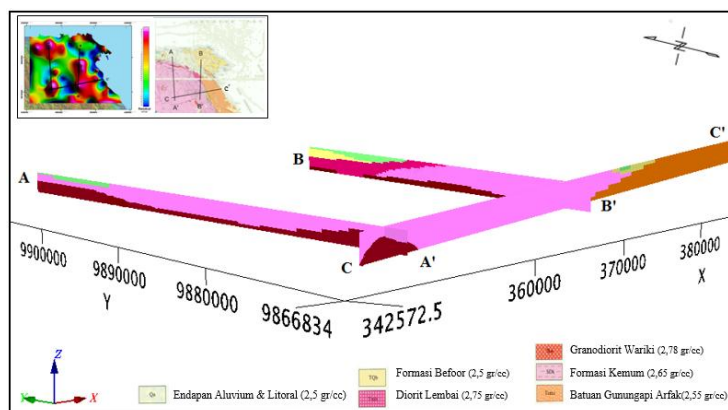 A
B
A'
B'
C
C'
N
A
B
C'
B'
C
A'
9900000
9890000
9880000
9866834
Y
342572.5
360000
370000
380000
X
Z
Y
X
Qa
Endapan Aluvium & Litoral (2,5 gr/cc)
TQb
Formasi Befoor (2,5 gr/cc)
Diorit Lembai (2,75 gr/cc)
Granodiorit Wariki (2,78 gr/cc)
Formasi Kemum (2,65 gr/cc)
Batuan Gunungapi Arfak(2,55 gr/cc)